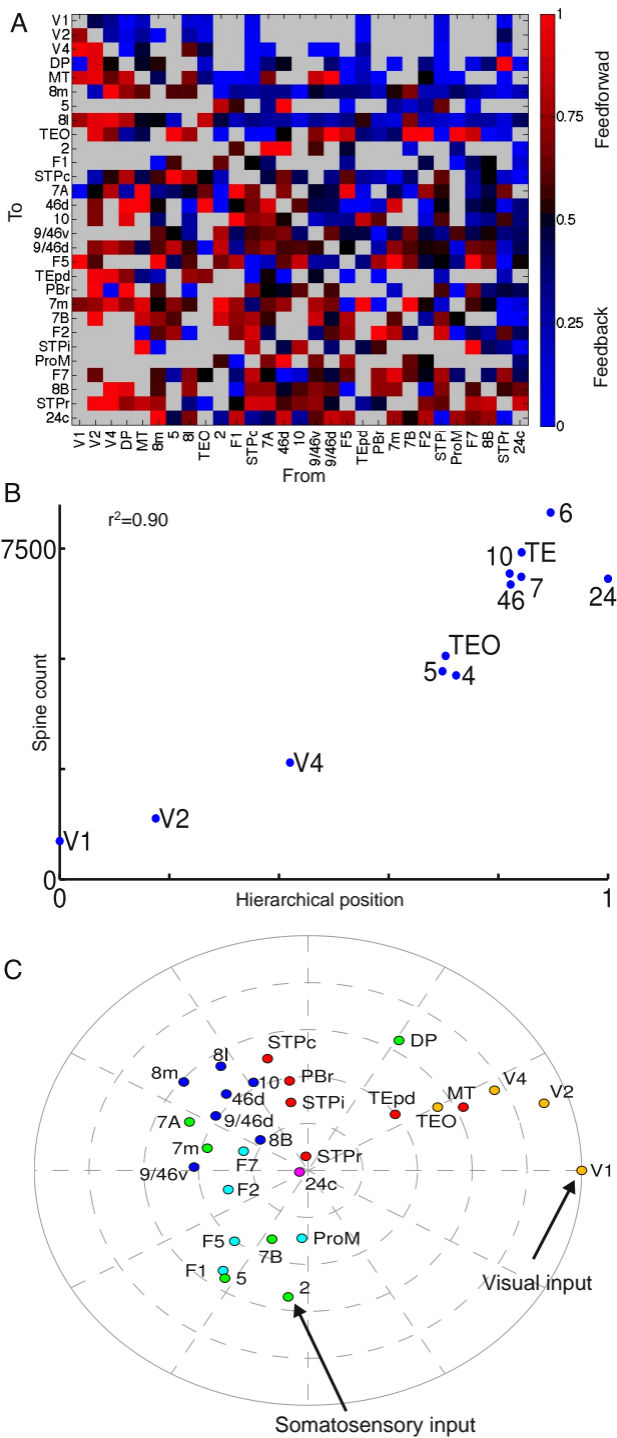 A
V1
V2
V4
DP
MT
8m
5
8l
TEO
2
F1
STPc
7A
46d
10
9/46v
9/46d
F5
TEpd
PBr
7m
7B
F2
STPi
ProM
F7
8B
STPr
24c
To
V1 V2 V4 DP MT 8m 5 8l TEO 2 F1 STPc 7A 46d 10 9/46v 9/46d F5 TEpd PBr 7m 7B F2 STPi ProM F7 8B STPr 24c
From
1
0.75
0.5
0.25
0
Feedforwad
Feedback
B
r²=0.90
7500
0
Spine count
6
10 TE
46 7
24
TEO
5 4
V4
V2
V1
0 1
Hierarchical position
C
STPc
DP
8l
8m
10
PBr
46d
STPi
V4
V2
MT
TEpd
TEO
7A
9/46d
8B
7m
F7
STPr
9/46v
24c
V1
F2
F5
7B
ProM
F1
5
2
Visual input
Somatosensory input